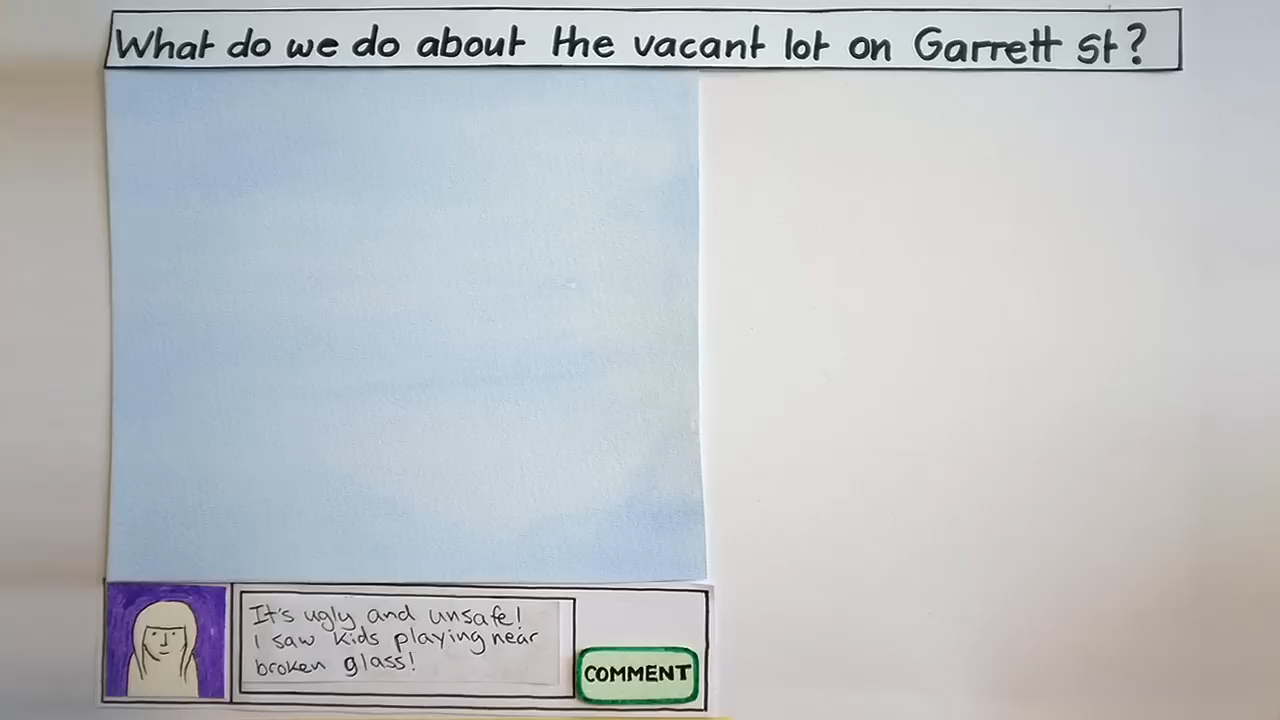 What do we do about the vacant lot on Garrett St?
It's ugly and unsafe!
I saw kids playing near
broken glass!
COMMENT